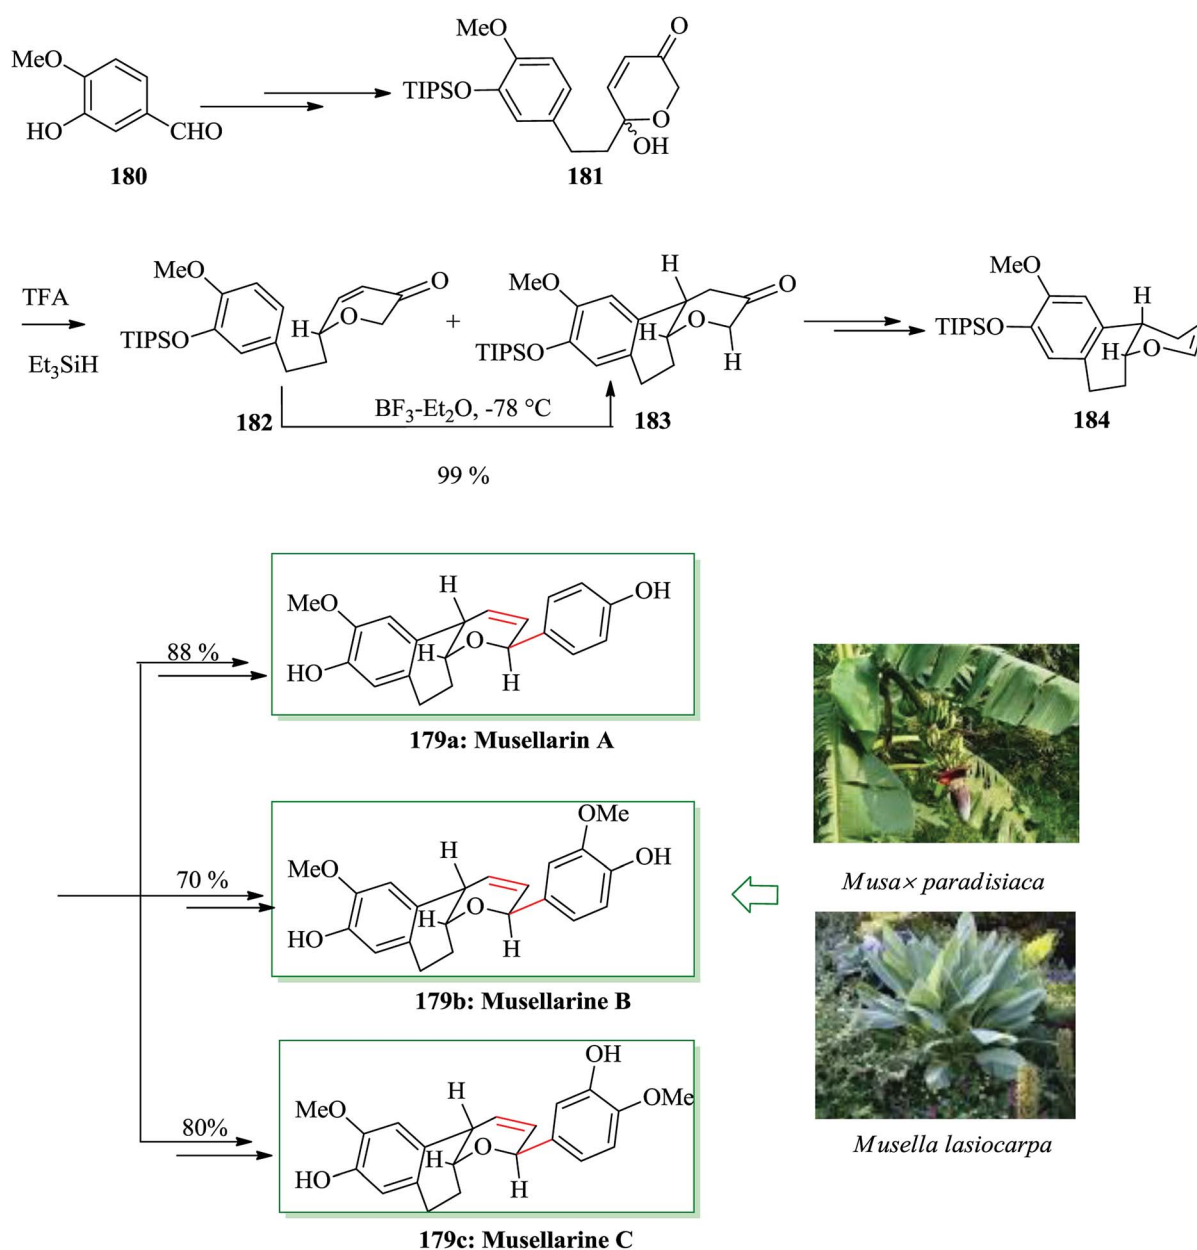 MeO
HO
CHO
180
MeO
TIPSO
O
O
OH
181
TFA
Et₃SiH
MeO
TIPSO
H
O
O
182
+
H
MeO
TIPSO
H
O
O
H
183
BF₃-Et₂O, -78 °C
99 %
MeO
TIPSO
H
H
O
184
88 %
H
MeO
HO
H
O
H
OH
179a: Musellarin A
70 %
H
MeO
HO
H
O
H
OMe
OH
179b: Musellarine B
80%
H
MeO
HO
H
O
H
OH
OMe
179c: Musellarine C
Musa× paradisiaca
Musella lasiocarpa